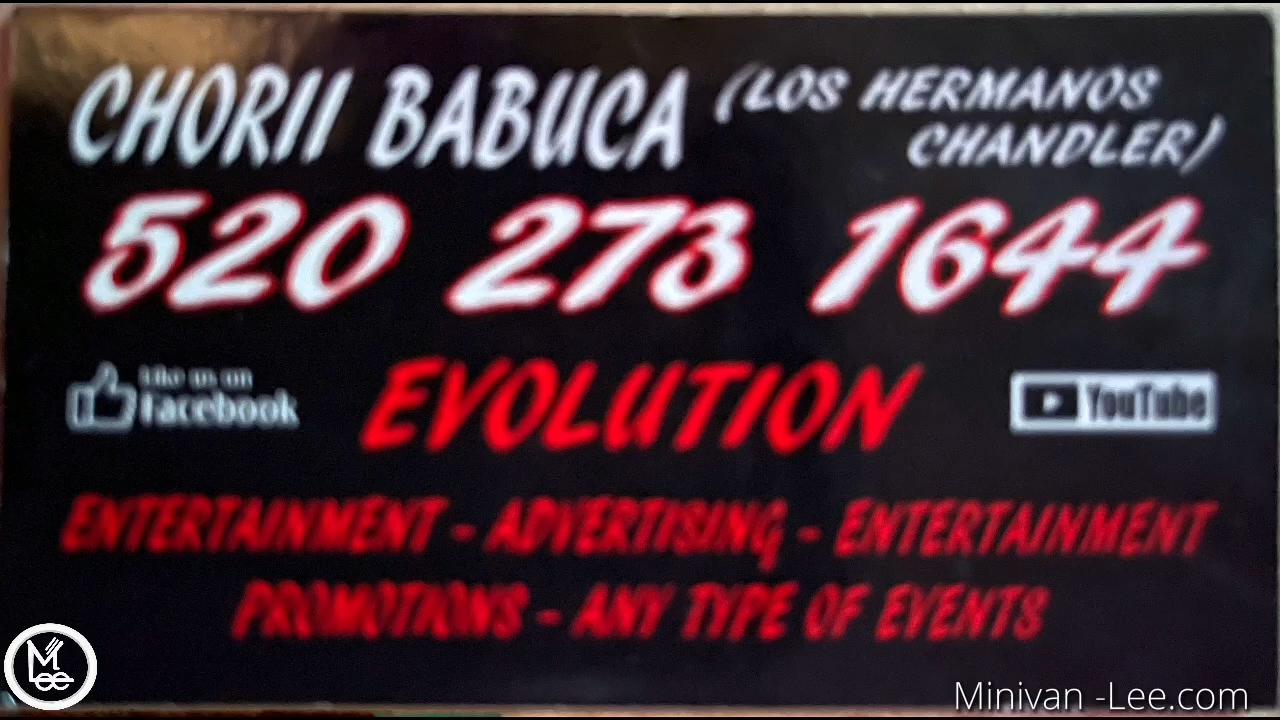 CHORII BABUCA (LOS HERMANOS
CHANDLER)
520 273 1644
Like us on
Facebook
EVOLUTION
YouTube
ENTERTAINMENT - ADVERTISING - ENTERTAINMENT
PROMOTIONS - ANY TYPE OF EVENTS
M
Lee
Minivan -Lee.com